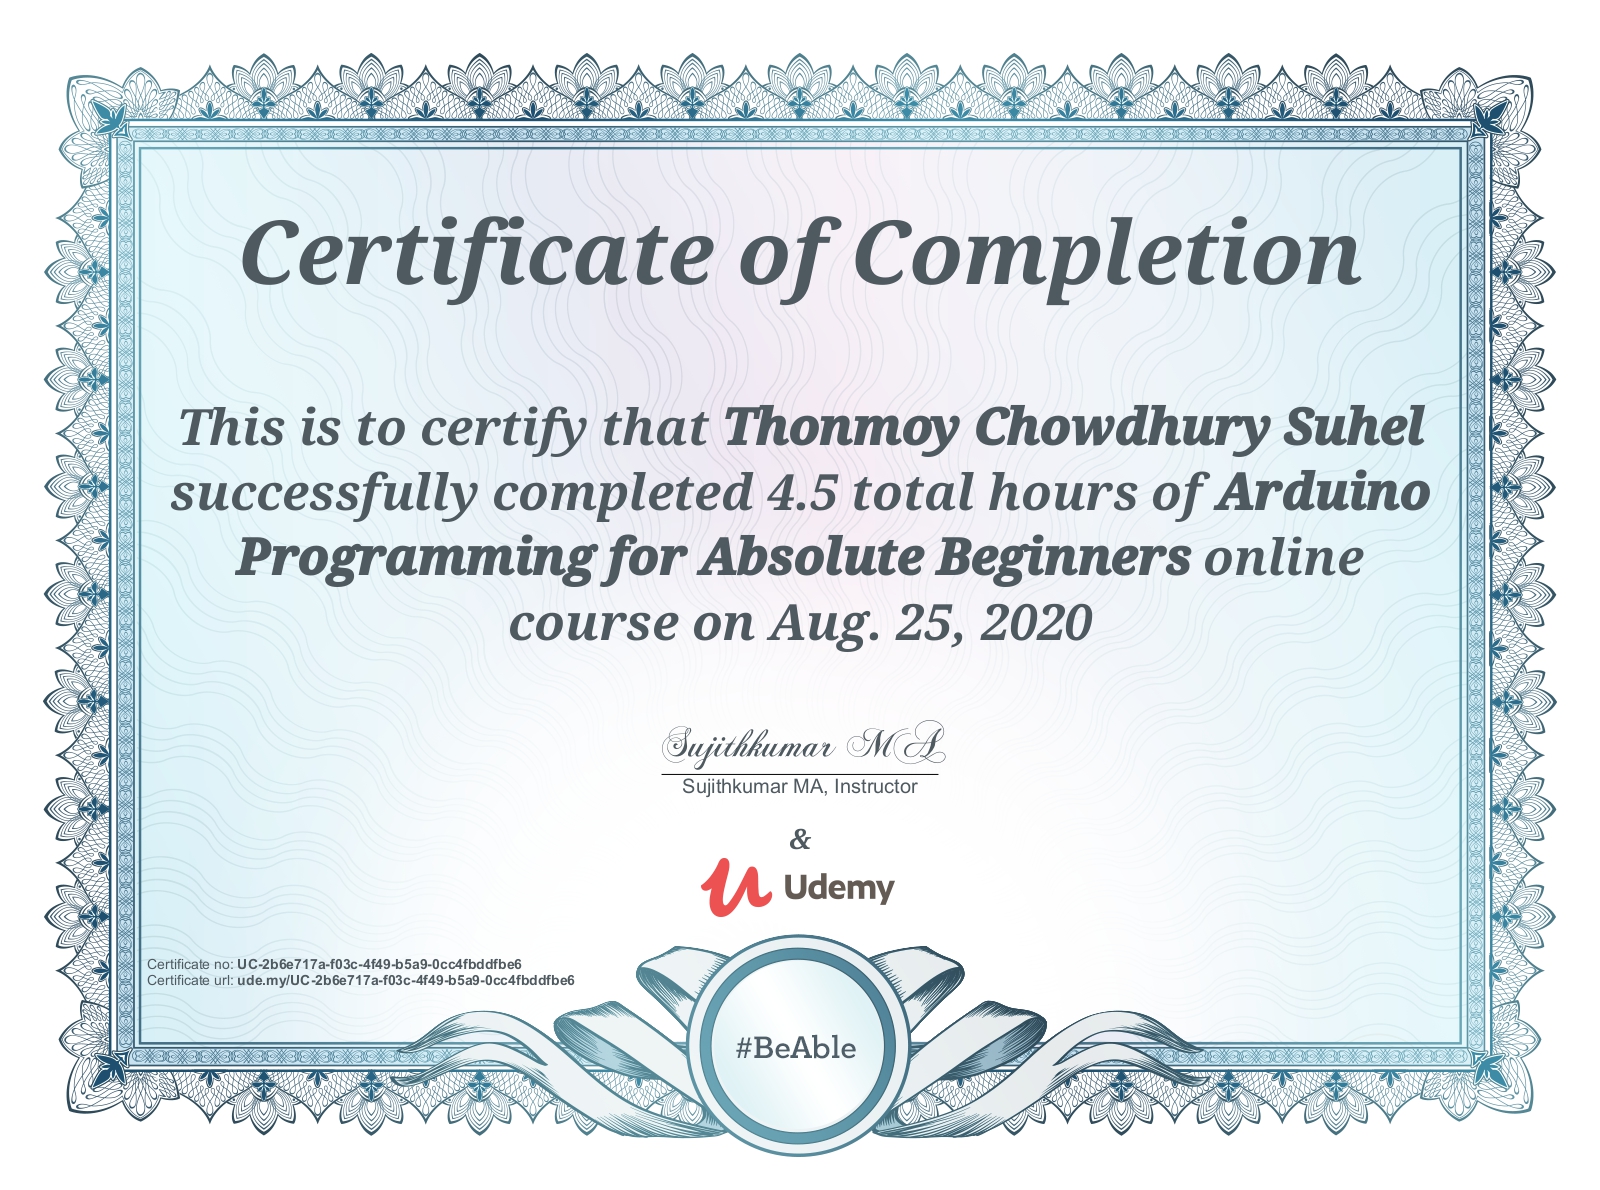 Certificate of Completion
This is to certify that Thonmoy Chowdhury Suhel
successfully completed 4.5 total hours of Arduino
Programming for Absolute Beginners online
course on Aug. 25, 2020
Sujithkumar MA
Sujithkumar MA, Instructor
&
Udemy
Certificate no: UC-2b6e717a-f03c-4f49-b5a9-0cc4fbddfbe6
Certificate url: ude.my/UC-2b6e717a-f03c-4f49-b5a9-0cc4fbddfbe6
#BeAble